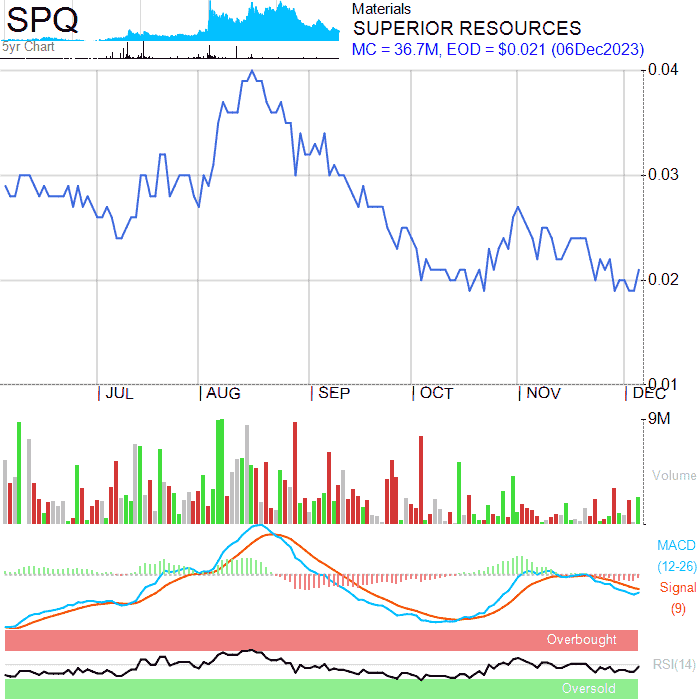 SPQ
5yr Chart
Materials
SUPERIOR RESOURCES
MC = 36.7M, EOD = $0.021 (06Dec2023)
0.04
0.03
0.02
0.01
JUL AUG SEP OCT NOV DEC
9M
Volume
MACD
(12-26)
Signal
(9)
Overbought
RSI(14)
Oversold